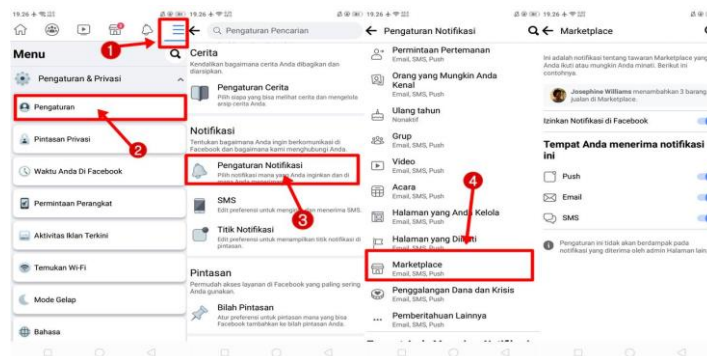 19.26
Menu
Pengaturan & Privasi
Pengaturan
Pintasan Privasi
Waktu Anda Di Facebook
Permintaan Perangkat
Aktivitas Iklan Terkini
Temukan Wi-Fi
Mode Gelap
Bahasa
1
2
19.26
Pengaturan Pencarian
Cerita
Kendalikan bagaimana cerita Anda dibagikan dan
diarsipkan.
Pengaturan Cerita
Pilih siapa yang bisa melihat cerita dan mengelola
arsip cerita Anda.
Notifikasi
Tentukan bagaimana Anda ingin berkomunikasi di
Facebook dan bagaimana kami menghubungi Anda.
Pengaturan Notifikasi
Pilih notifikasi mana yang Anda inginkan dan di
mana Anda menerimanya.
SMS
Edit preferensi untuk menerima SMS.
Titik Notifikasi
Edit preferensi untuk menampilkan titik notifikasi di
pintasan.
Pintasan
Permudah akses layanan di Facebook yang paling sering
Anda gunakan.
Bilah Pintasan
Atur preferensi untuk pintasan mana yang bisa
Facebook tambahkan ke bilah pintasan Anda.
3
19.26
Pengaturan Notifikasi
Permintaan Pertemanan
Email, SMS, Push
Orang yang Mungkin Anda
Kenal
Email, SMS, Push
Ulang tahun
Nonaktif
Grup
Email, SMS, Push
Video
Email, SMS, Push
Acara
Email, SMS, Push
Halaman yang Anda Kelola
Email, SMS, Push
Halaman yang Diikuti
Email, SMS, Push
Marketplace
Email, SMS, Push
Penggalangan Dana dan Krisis
Email, SMS, Push
Pemberitahuan Lainnya
Email, SMS, Push
4
19.26
Marketplace
Ini adalah notifikasi tentang tawaran Marketplace yang
Anda ikuti atau mungkin Anda minati. Berikut ini
contohnya.
Josephine Williams menambahkan 3 barang
jualan di Marketplace.
Izinkan Notifikasi di Facebook
Tempat Anda menerima notifikasi
ini
Push
Email
SMS
Pengaturan ini tidak akan berdampak pada
notifikasi yang diterima oleh admin Halaman lain.